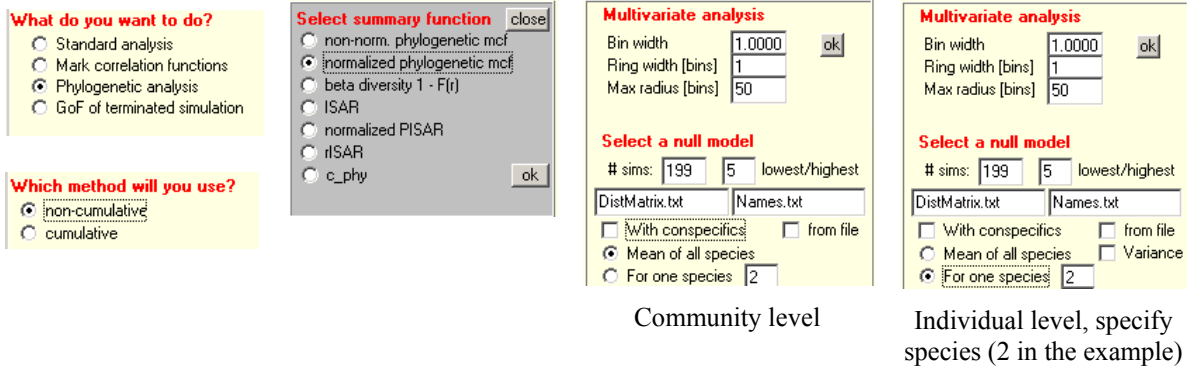 What do you want to do?
Standard analysis
Mark correlation functions
Phylogenetic analysis
GoF of terminated simulation
Which method will you use?
non-cumulative
cumulative
Select summary function
close
non-norm. phylogenetic mcf
normalized phylogenetic mcf
beta diversity 1 - F(r)
ISAR
normalized PISAR
rISAR
c_phy
ok
Multivariate analysis
Bin width 1.0000 ok
Ring width [bins] 1
Max radius [bins] 50
Select a null model
# sims: 199 5 lowest/highest
DistMatrix.txt Names.txt
With conspecifics from file
Mean of all species
For one species 2
Community level
Multivariate analysis
Bin width 1.0000 ok
Ring width [bins] 1
Max radius [bins] 50
Select a null model
# sims: 199 5 lowest/highest
DistMatrix.txt Names.txt
With conspecifics from file
Mean of all species Variance
For one species 2
Individual level, specify
species (2 in the example)